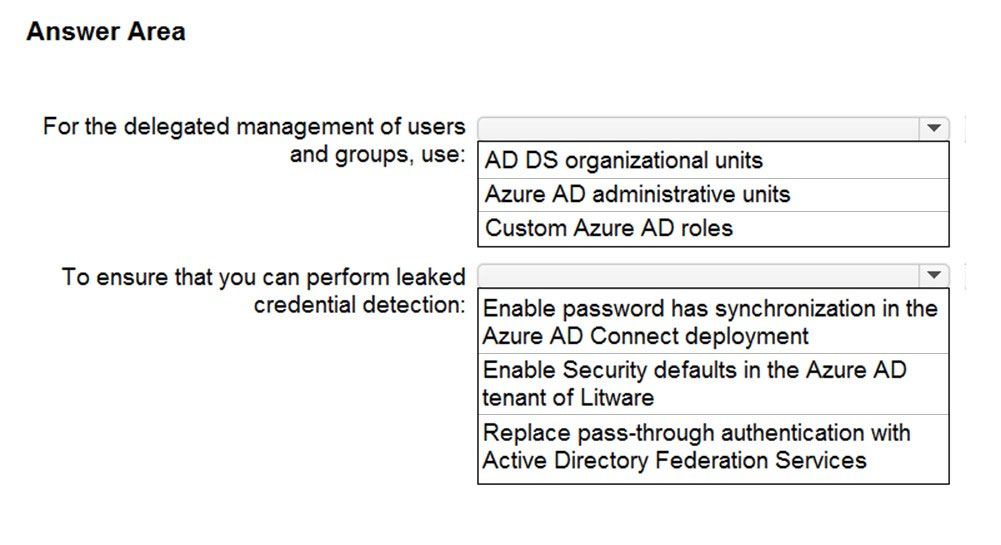 Answer Area
For the delegated management of users
and groups, use:
AD DS organizational units
Azure AD administrative units
Custom Azure AD roles
To ensure that you can perform leaked
credential detection:
Enable password has synchronization in the
Azure AD Connect deployment
Enable Security defaults in the Azure AD
tenant of Litware
Replace pass-through authentication with
Active Directory Federation Services